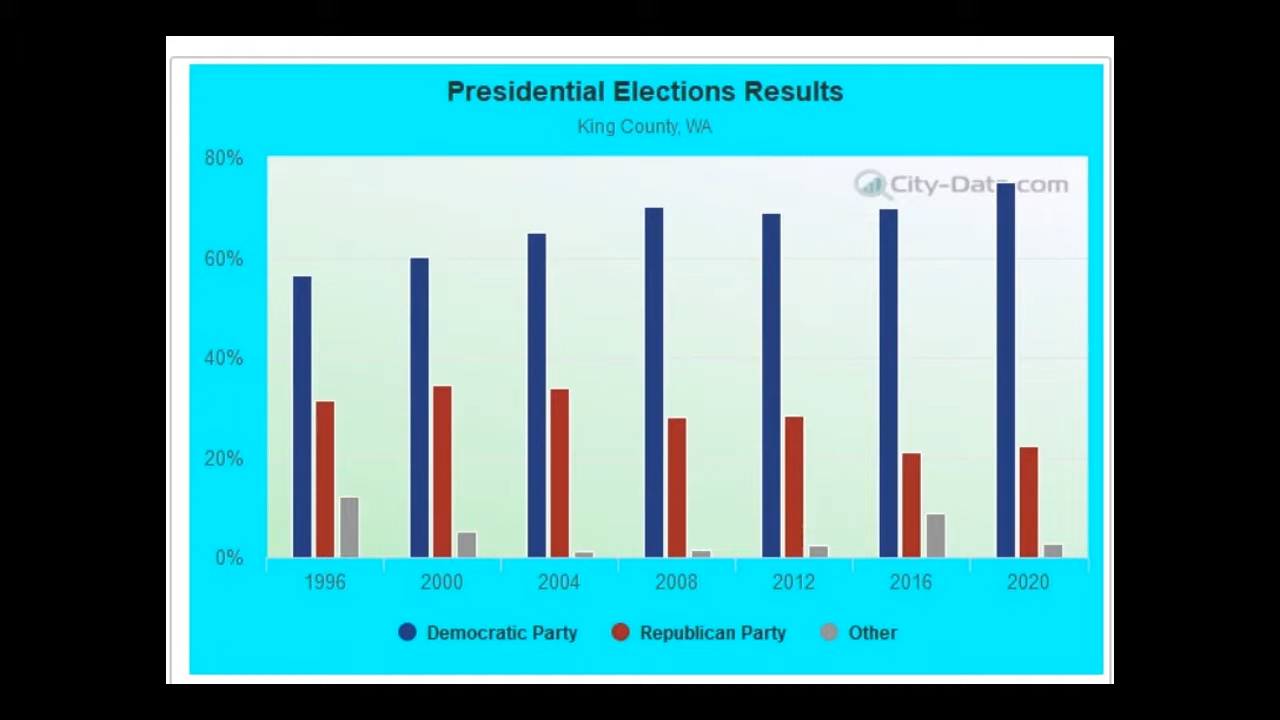 Presidential Elections Results
King County, WA
80%
City-Data.com
60%
40%
20%
0%
1996 2000 2004 2008 2012 2016 2020
Democratic Party Republican Party Other